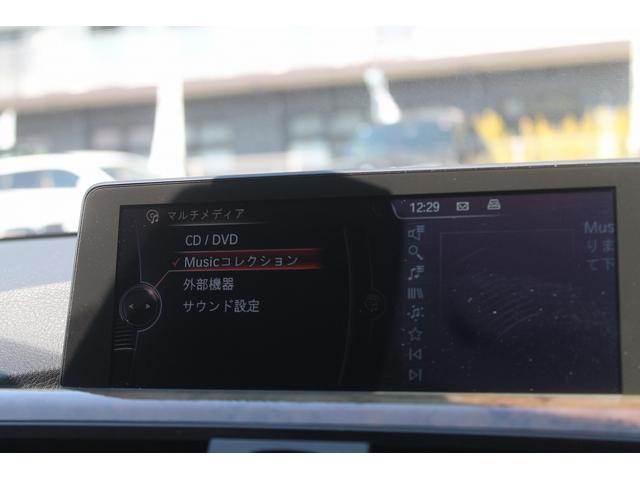 マルチメディア
12:29
CD / DVD
✓ Musicコレクション
外部機器
サウンド設定
Mus
りま
て下